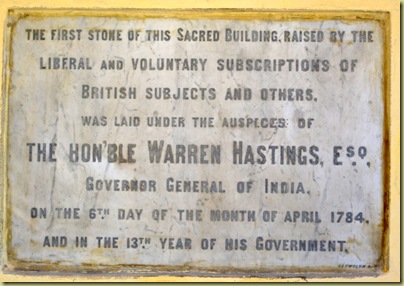 THE FIRST STONE OF THIS SACRED BUILDING, RAISED BY THE
LIBERAL AND VOLUNTARY SUBSCRIPTIONS OF
BRITISH SUBJECTS AND OTHERS,
WAS LAID UNDER THE AUSPECES OF
THE HON'BLE WARREN HASTINGS, ESQ.,
GOVERNOR GENERAL OF INDIA,
ON THE 6TH DAY OF THE MONTH OF APRIL 1784,
AND IN THE 13TH YEAR OF HIS GOVERNMENT.